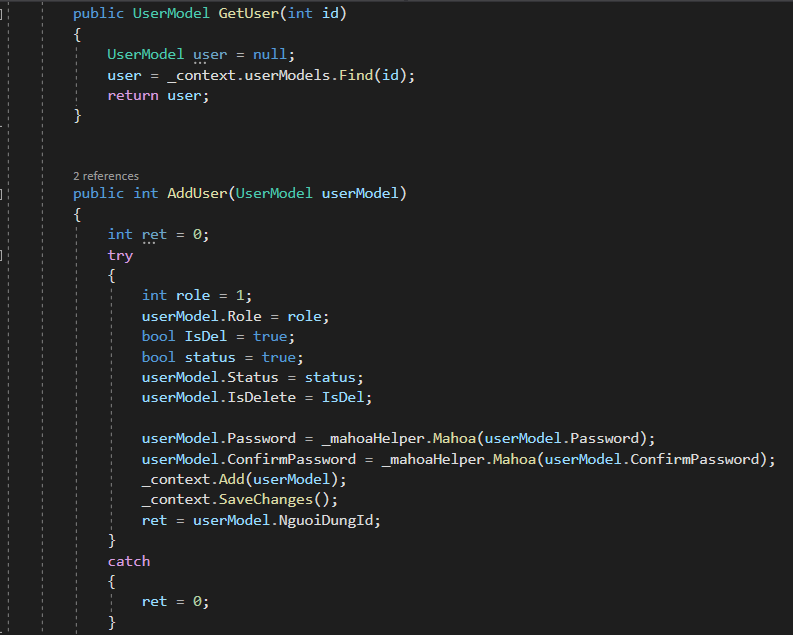 public UserModel GetUser(int id)
{
UserModel user = null;
user = _context.userModels.Find(id);
return user;
}
2 references
public int AddUser(UserModel userModel)
{
int ret = 0;
try
{
int role = 1;
userModel.Role = role;
bool IsDel = true;
bool status = true;
userModel.Status = status;
userModel.IsDelete = IsDel;
userModel.Password = _mahoaHelper.Mahoa(userModel.Password);
userModel.ConfirmPassword = _mahoaHelper.Mahoa(userModel.ConfirmPassword);
_context.Add(userModel);
_context.SaveChanges();
ret = userModel.NguoiDungId;
}
catch
{
ret = 0;
}